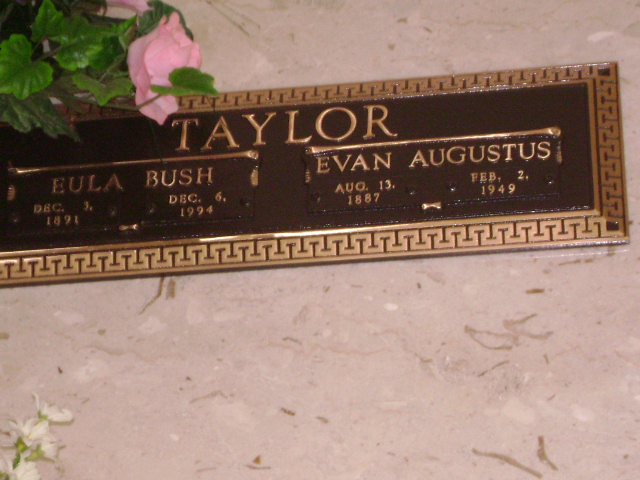 TAYLOR
EULA BUSH
DEC. 3, 1891
DEC. 6, 1994
EVAN AUGUSTUS
AUG. 13, 1887
FEB. 2, 1949